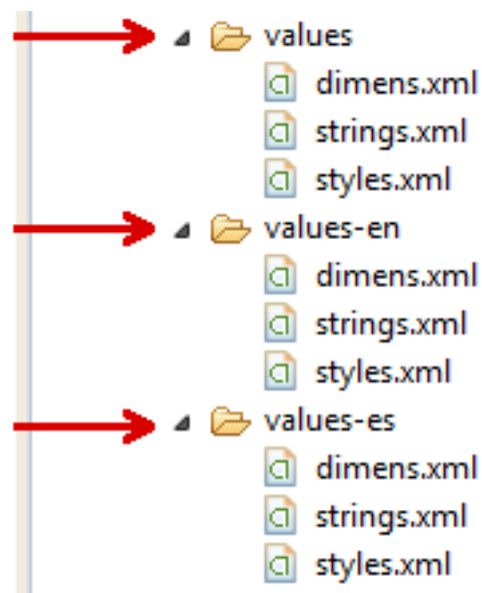 values
dimens.xml
strings.xml
styles.xml
values-en
dimens.xml
strings.xml
styles.xml
values-es
dimens.xml
strings.xml
styles.xml